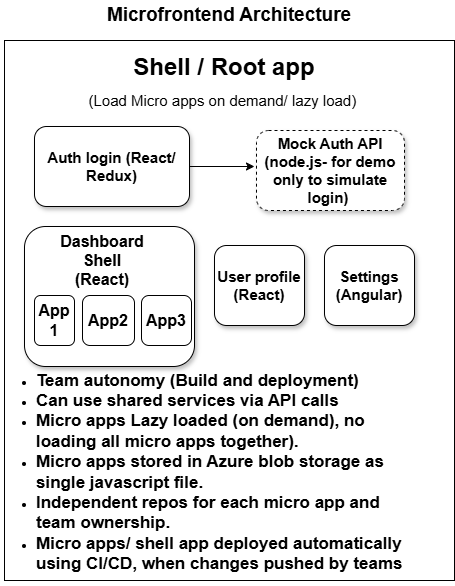 Microfrontend Architecture
Shell / Root app
(Load Micro apps on demand/ lazy load)
Auth login (React/
Redux)
Mock Auth API
(node.js- for demo
only to simulate
login)
Dashboard
Shell
(React)
App
1
App2
App3
User profile
(React)
Settings
(Angular)
• Team autonomy (Build and deployment)
• Can use shared services via API calls
• Micro apps Lazy loaded (on demand), no
loading all micro apps together).
• Micro apps stored in Azure blob storage as
single javascript file.
• Independent repos for each micro app and
team ownership.
• Micro apps/ shell app deployed automatically
using CI/CD, when changes pushed by teams